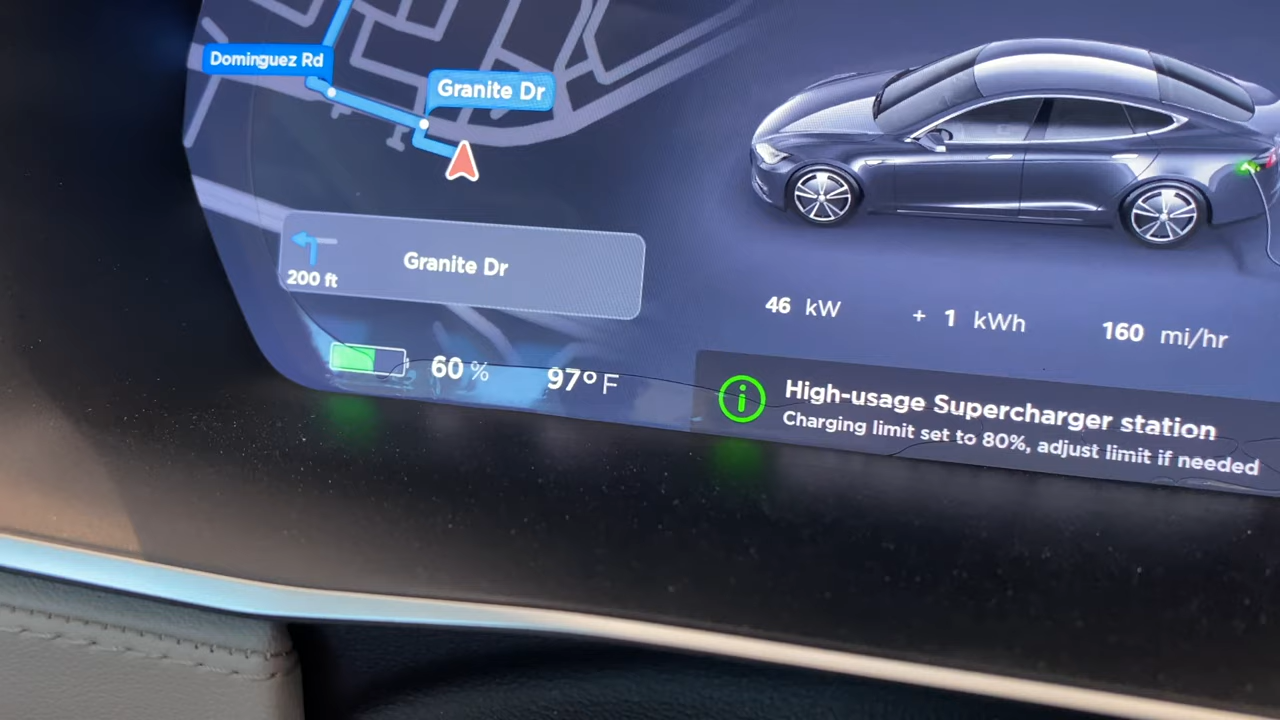 Dominguez Rd
Granite Dr
Granite Dr
200 ft
60 %
97° F
46 kW
+ 1 kWh
160 mi/hr
High-usage Supercharger station
Charging limit set to 80%, adjust limit if needed